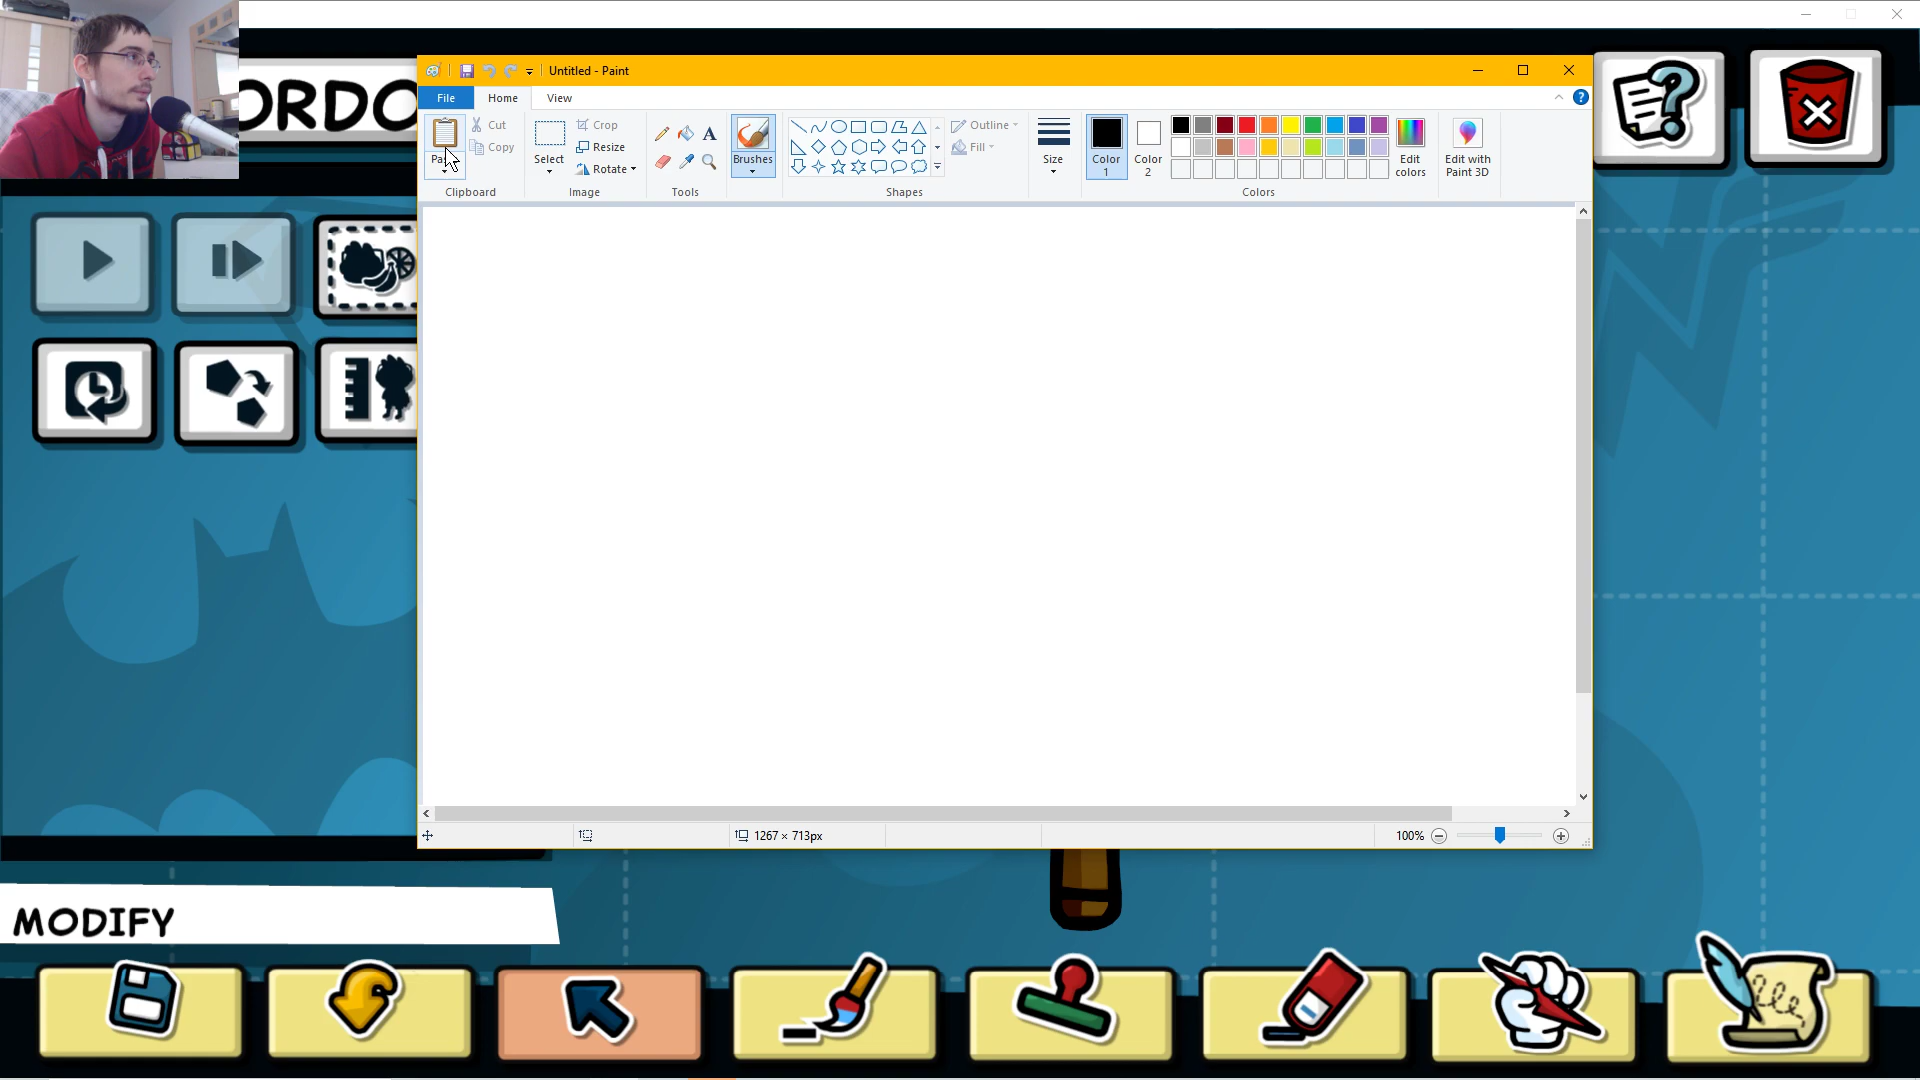 ORDO
Untitled - Paint
File Home View
Cut Crop Outline
Copy Resize Fill
Paste Select Rotate Brushes Size Color 1 Color 2 Edit colors Edit with Paint 3D
Clipboard Image Tools Shapes Colors
1267 × 713px 100%
MODIFY